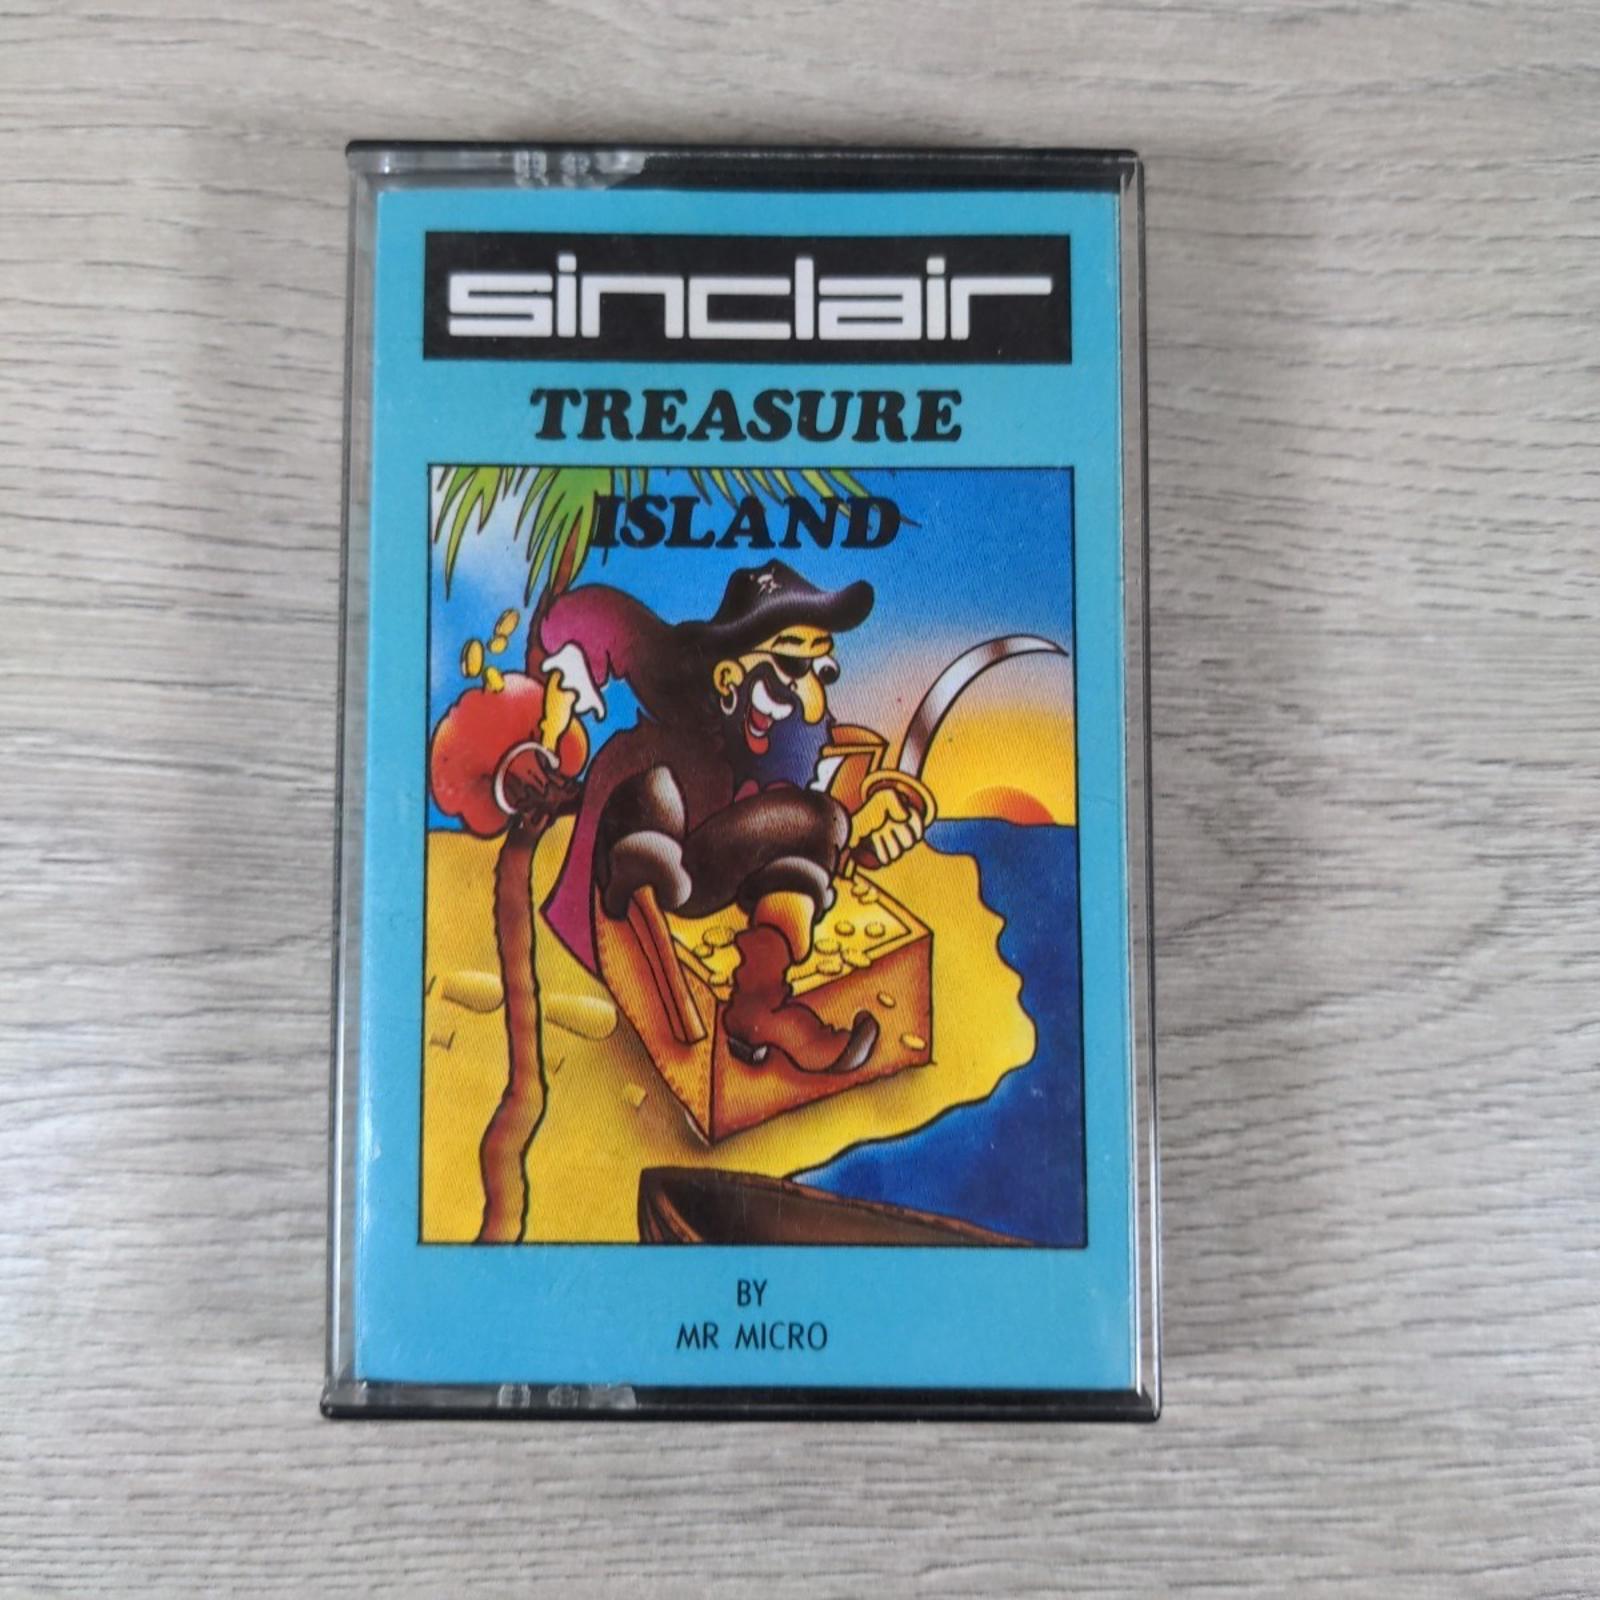 sinclair
TREASURE
ISLAND
BY
MR MICRO